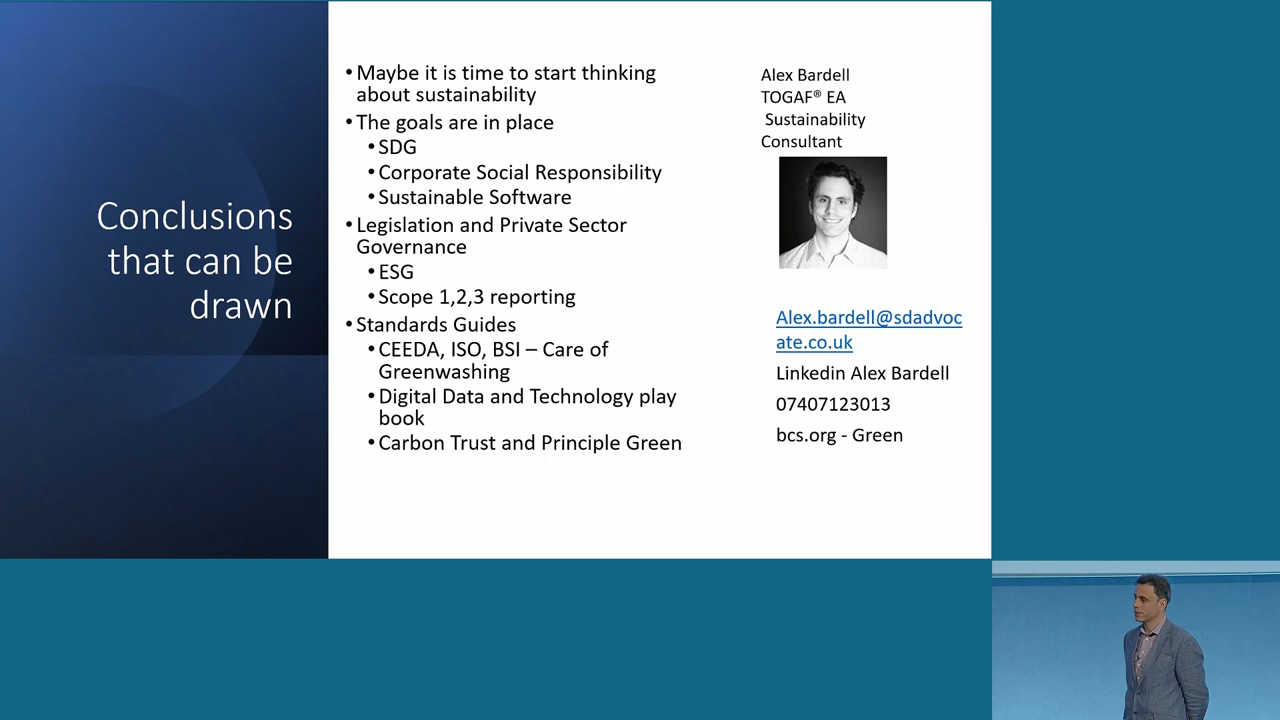 Conclusions
that can be
drawn
• Maybe it is time to start thinking
about sustainability
• The goals are in place
• SDG
• Corporate Social Responsibility
• Sustainable Software
• Legislation and Private Sector
Governance
• ESG
• Scope 1,2,3 reporting
• Standards Guides
• CEEDA, ISO, BSI – Care of
Greenwashing
• Digital Data and Technology play
book
• Carbon Trust and Principle Green
Alex Bardell
TOGAF® EA
Sustainability
Consultant
Alex.bardell@sdadvoc
ate.co.uk
Linkedin Alex Bardell
07407123013
bcs.org - Green